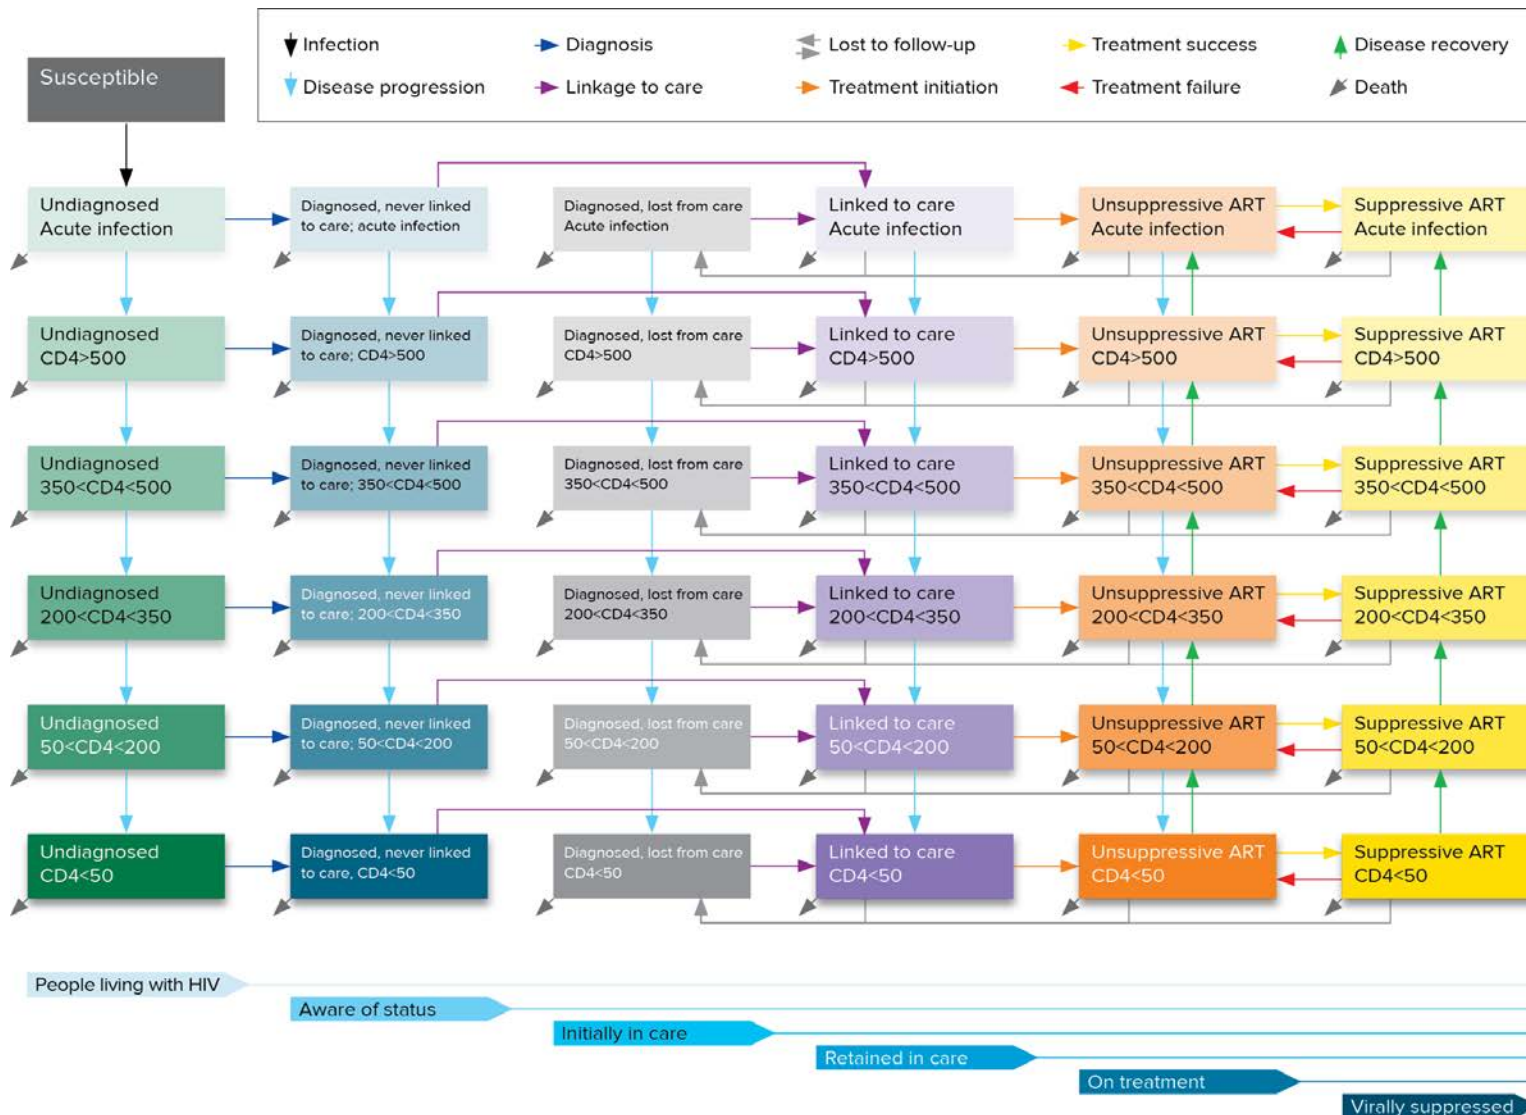 Infection
Diagnosis
Lost to follow-up
Treatment success
Disease recovery
Disease progression
Linkage to care
Treatment initiation
Treatment failure
Death
Susceptible
Undiagnosed
Acute infection
Diagnosed, never linked
to care; acute infection
Diagnosed, lost from care
Acute infection
Linked to care
Acute infection
Unsuppressive ART
Acute infection
Suppressive ART
Acute infection
Undiagnosed
CD4>500
Diagnosed, never linked
to care; CD4>500
Diagnosed, lost from care
CD4>500
Linked to care
CD4>500
Unsuppressive ART
CD4>500
Suppressive ART
CD4>500
Undiagnosed
350<CD4<500
Diagnosed, never linked
to care; 350<CD4<500
Diagnosed, lost from care
350<CD4<500
Linked to care
350<CD4<500
Unsuppressive ART
350<CD4<500
Suppressive ART
350<CD4<500
Undiagnosed
200<CD4<350
Diagnosed, never linked
to care; 200<CD4<350
Diagnosed, lost from care
200<CD4<350
Linked to care
200<CD4<350
Unsuppressive ART
200<CD4<350
Suppressive ART
200<CD4<350
Undiagnosed
50<CD4<200
Diagnosed, never linked
to care; 50<CD4<200
Diagnosed, lost from care
50<CD4<200
Linked to care
50<CD4<200
Unsuppressive ART
50<CD4<200
Suppressive ART
50<CD4<200
Undiagnosed
CD4<50
Diagnosed, never linked
to care, CD4<50
Diagnosed, lost from care
CD4<50
Linked to care
CD4<50
Unsuppressive ART
CD4<50
Suppressive ART
CD4<50
People living with HIV
Aware of status
Initially in care
Retained in care
On treatment
Virally suppressed